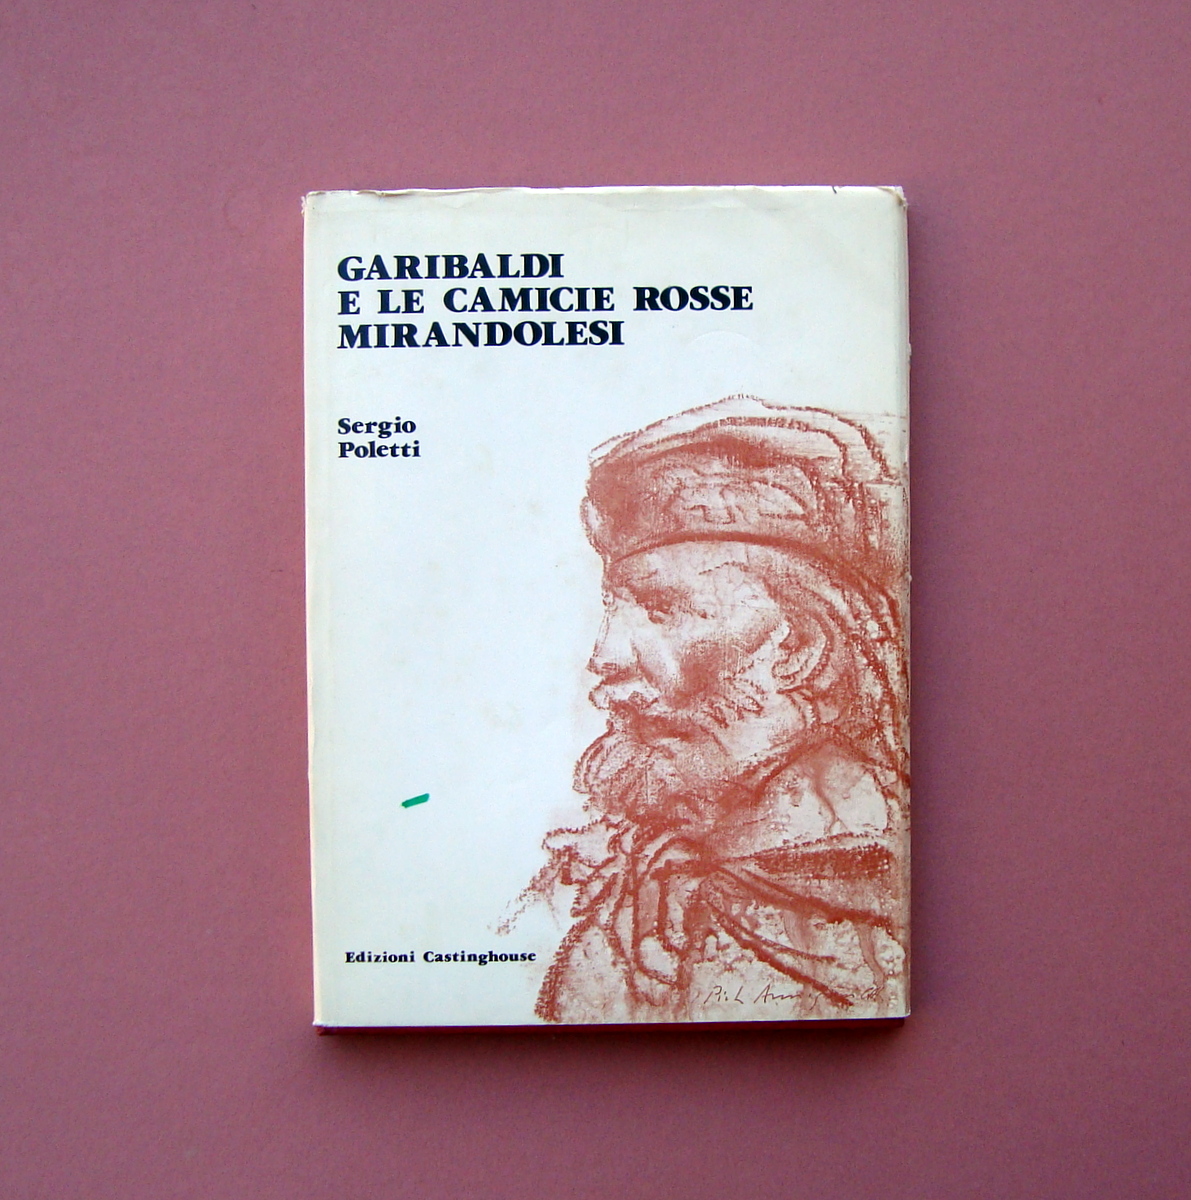 GARIBALDI
E LE CAMICIE ROSSE
MIRANDOLESI
Sergio
Poletti
Edizioni Castinghouse